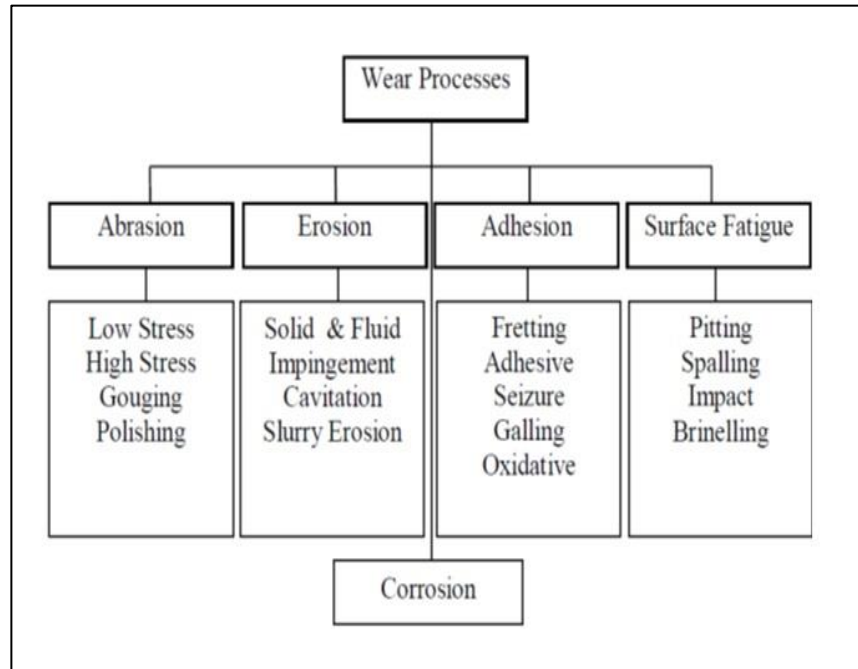 Wear Processes
Abrasion
Erosion
Adhesion
Surface Fatigue
Low Stress
High Stress
Gouging
Polishing
Solid & Fluid
Impingement
Cavitation
Slurry Erosion
Fretting
Adhesive
Seizure
Galling
Oxidative
Pitting
Spalling
Impact
Brinelling
Corrosion